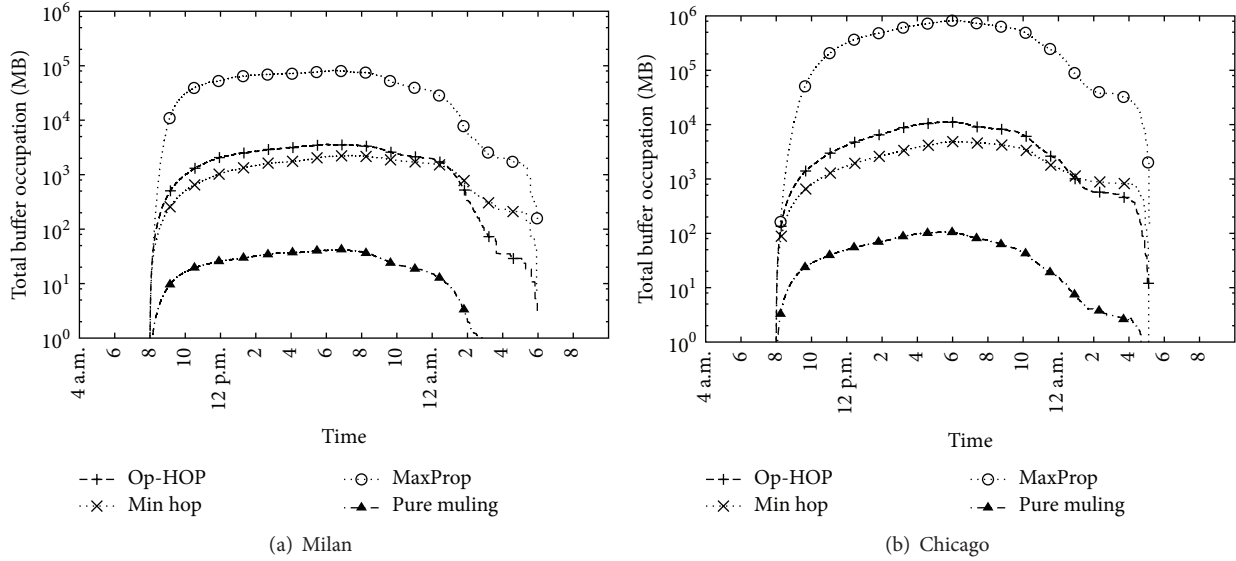 Total buffer occupation (MB)
10^6
10^5
10^4
10^3
10^2
10^1
10^0
4 a.m.
6
8
10
12 p.m.
2
4
6
8
10
12 a.m.
2
4
6
8
Time
Op-HOP
Min hop
MaxProp
Pure muling
(a) Milan
Total buffer occupation (MB)
10^6
10^5
10^4
10^3
10^2
10^1
10^0
4 a.m.
6
8
10
12 p.m.
2
4
6
8
10
12 a.m.
2
4
6
8
Time
Op-HOP
Min hop
MaxProp
Pure muling
(b) Chicago